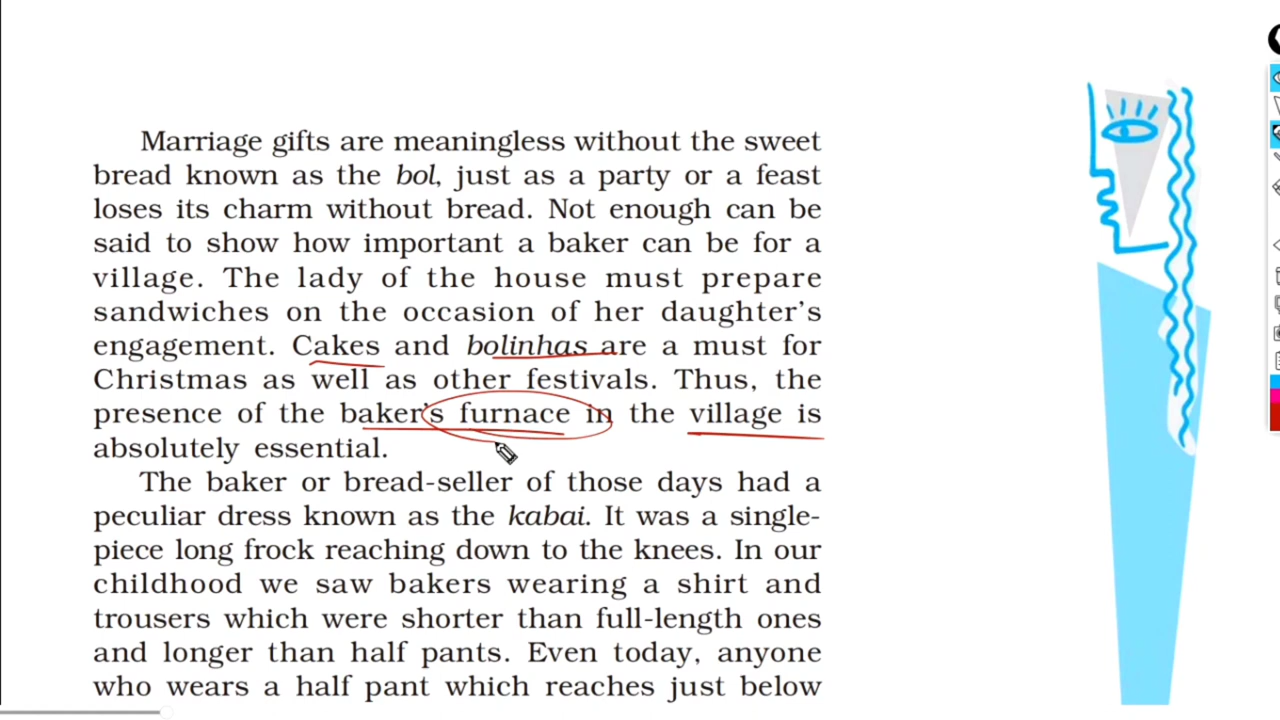 Marriage gifts are meaningless without the sweet
bread known as the bol, just as a party or a feast
loses its charm without bread. Not enough can be
said to show how important a baker can be for a
village. The lady of the house must prepare
sandwiches on the occasion of her daughter's
engagement. Cakes and bolinhas are a must for
Christmas as well as other festivals. Thus, the
presence of the baker's furnace in the village is
absolutely essential.
The baker or bread-seller of those days had a
peculiar dress known as the kabai. It was a single-
piece long frock reaching down to the knees. In our
childhood we saw bakers wearing a shirt and
trousers which were shorter than full-length ones
and longer than half pants. Even today, anyone
who wears a half pant which reaches just below